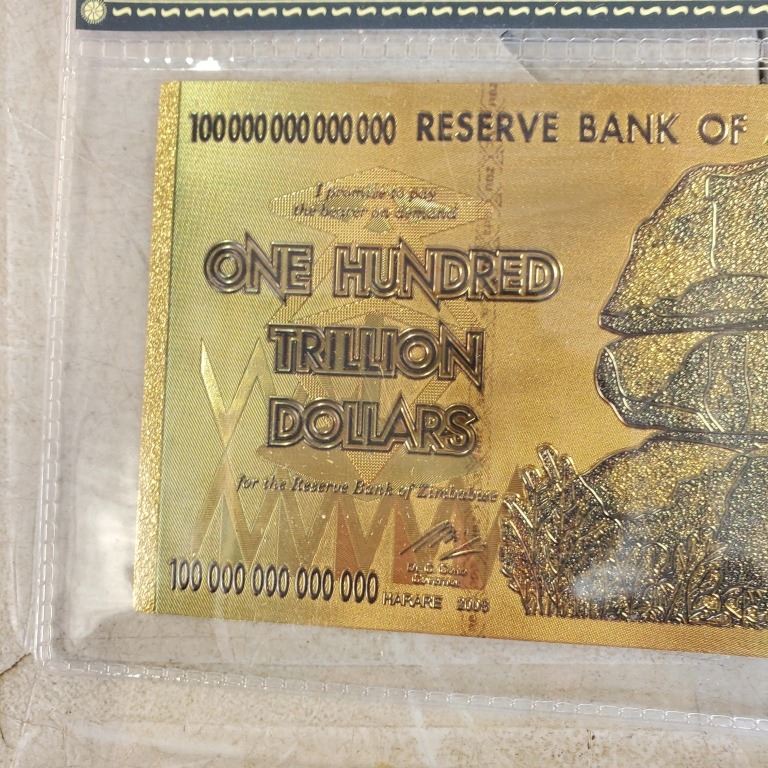 100 000 000 000 000 RESERVE BANK OF
I promise to pay
the bearer on demand
ONE HUNDRED
TRILLION
DOLLARS
for the Reserve Bank of Zimbabwe
Governor
100 000 000 000 000 HARARE 2008